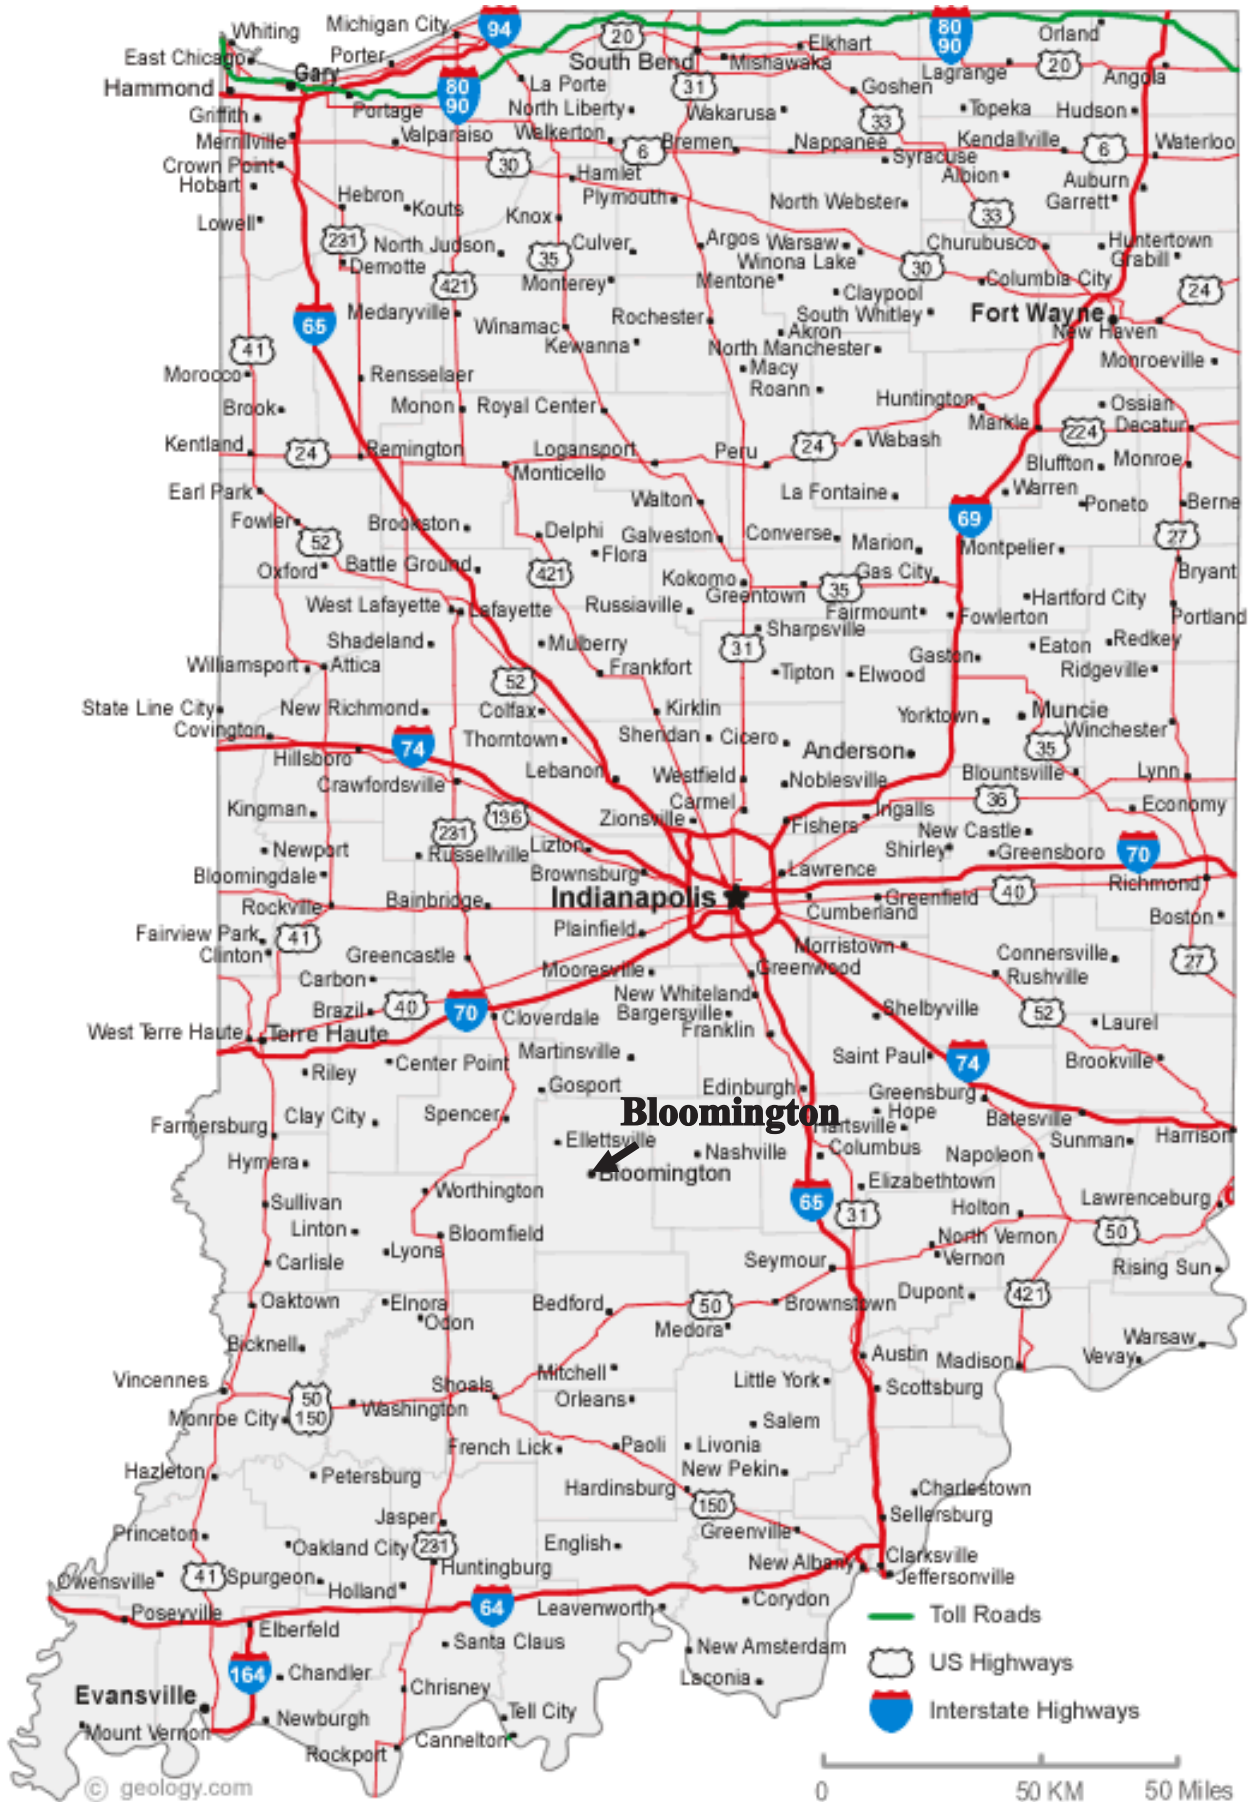 Whiting
Michigan City
94
20
Elkhart
80
90
Orland
East Chicago
Porter
South Bend
Mishawaka
Lagrange
20
Angola
Hammond
Gary
80
90
La Porte
31
Goshen
Griffith
Portage
North Liberty
Wakarusa
33
Topeka
Hudson
Merrillville
Valparaiso
Walkerton
6
Bremen
Nappanee
Kendallville
6
Waterloo
Crown Point
30
Hamlet
Syracuse
Albion
Hobart
Plymouth
Auburn
Hebron
Kouts
North Webster
Garrett
Lowell
Knox
33
231
North Judson
35
Culver
Argos
Warsaw
Churubusco
Huntertown
Demotte
Winona Lake
30
Grabill
421
Monterey
Mentone
Claypool
Columbia City
24
65
Medaryville
Winamac
Rochester
South Whitley
Fort Wayne
Akron
New Haven
41
Kewanna
North Manchester
Monroeville
Morocco
Rensselaer
Macy
Roann
Brook
Monon
Royal Center
Huntington
Ossian
Markle
224
Decatur
Kentland
24
Remington
Logansport
Peru
24
Wabash
Monticello
Bluffton
Monroe
Earl Park
Walton
La Fontaine
Warren
Poneto
Berne
Fowler
52
Brookston
Delphi
Galveston
Converse
69
27
Flora
Marion
Montpelier
Oxford
Battle Ground
421
Kokomo
Gas City
Bryant
Greentown
35
West Lafayette
Lafayette
Russiaville
Fairmount
Fowlerton
Hartford City
Portland
Shadeland
Mulberry
31
Sharpsville
Gaston
Eaton
Redkey
Williamsport
Attica
52
Frankfort
Tipton
Elwood
Ridgeville
State Line City
New Richmond
Colfax
Kirklin
Yorktown
Muncie
Covington
74
Thorntown
Sheridan
Cicero
Anderson
35
Winchester
Hillsboro
Lebanon
Westfield
Noblesville
Blountsville
Lynn
Crawfordsville
Carmel
36
Kingman
136
Zionsville
Fishers
Ingalls
Economy
231
New Castle
Newport
Russellville
Lizton
Shirley
Greensboro
70
Bloomingdale
Brownsburg
Lawrence
Richmond
Rockville
Bainbridge
Indianapolis
Greenfield
40
Cumberland
Boston
Fairview Park
41
Plainfield
Clinton
Greencastle
Morristown
Connersville
27
Carbon
Mooresville
Greenwood
Rushville
Brazil
40
70
New Whiteland
Bargersville
Shelbyville
52
Laurel
West Terre Haute
Terre Haute
Cloverdale
Franklin
Center Point
Martinsville
Saint Paul
74
Brookville
Riley
Gosport
Edinburgh
Greensburg
Bloomington
Clay City
Spencer
Hope
Batesville
Farmersburg
Ellettsville
Hartsville
Sunman
Harrison
Hymera
Nashville
Columbus
Napoleon
Bloomington
Worthington
65
Elizabethtown
Lawrenceburg
Sullivan
31
Holton
Linton
Bloomfield
50
Lyons
North Vernon
Carlisle
Seymour
Vernon
Rising Sun
Oaktown
Elnora
Bedford
50
Brownstown
Dupont
421
Odon
Medora
Bicknell
Warsaw
Mitchell
Austin
Madison
Vevay
Vincennes
Shoals
Little York
Scottsburg
50
150
Washington
Orleans
Monroe City
Salem
French Lick
Paoli
Livonia
Hazleton
Petersburg
New Pekin
Hardinsburg
Charlestown
Jasper
150
Sellersburg
Princeton
Greenville
Oakland City
231
English
New Albany
Clarksville
Owensville
41
Spurgeon
Huntingburg
Jeffersonville
Holland
64
Leavenworth
Corydon
Poseyville
Elberfeld
Toll Roads
Santa Claus
New Amsterdam
164
Chandler
Laconia
US Highways
Evansville
Chrisney
Interstate Highways
Mount Vernon
Newburgh
Tell City
Cannelton
Rockport
© geology.com
0
50 KM
50 Miles